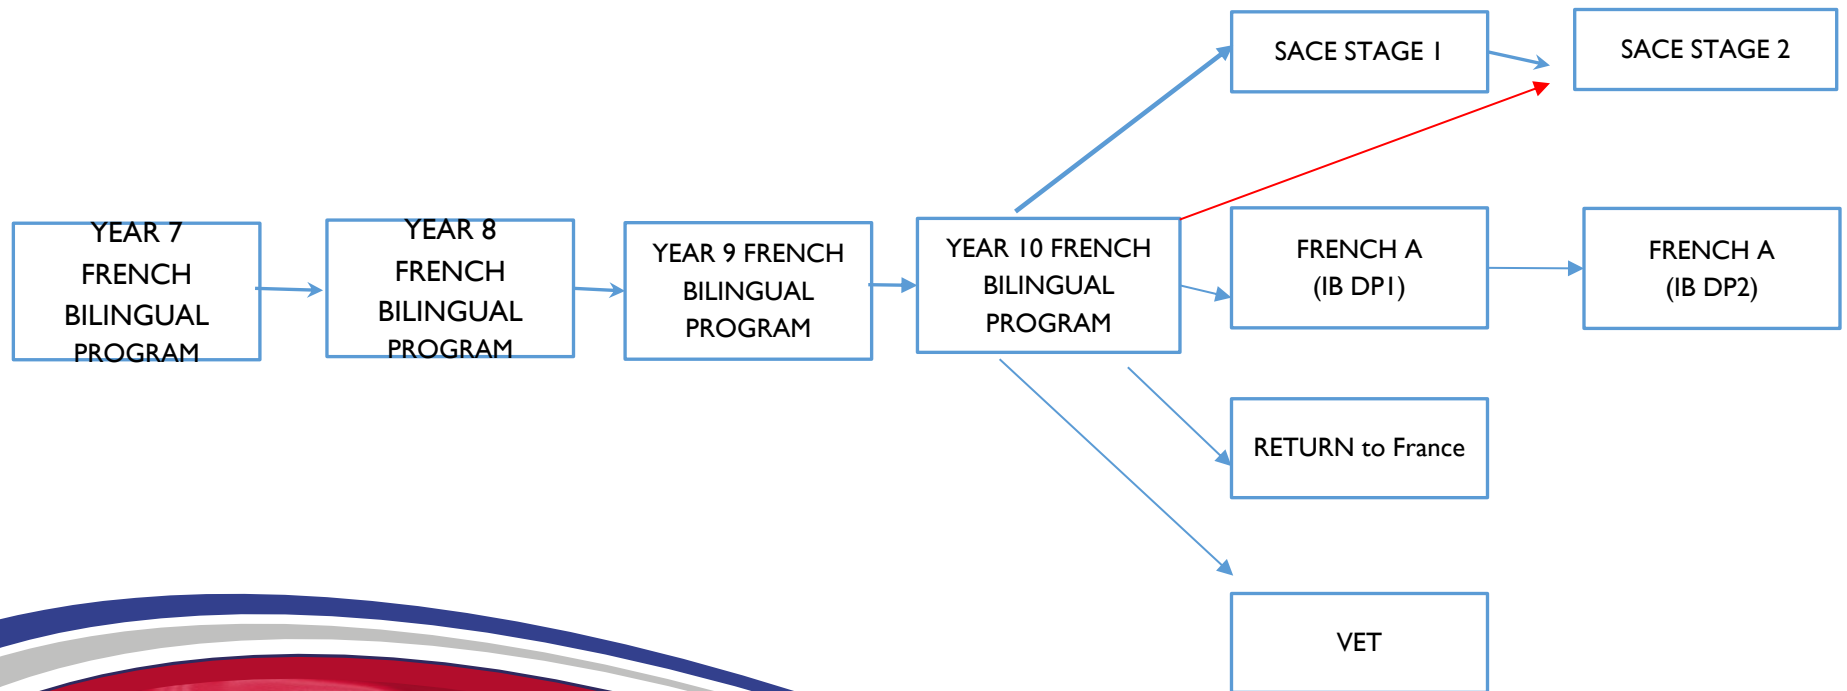 SACE STAGE 1
SACE STAGE 2
YEAR 7
FRENCH
BILINGUAL
PROGRAM
YEAR 8
FRENCH
BILINGUAL
PROGRAM
YEAR 9 FRENCH
BILINGUAL
PROGRAM
YEAR 10 FRENCH
BILINGUAL
PROGRAM
FRENCH A
(IB DP1)
FRENCH A
(IB DP2)
RETURN to France
VET